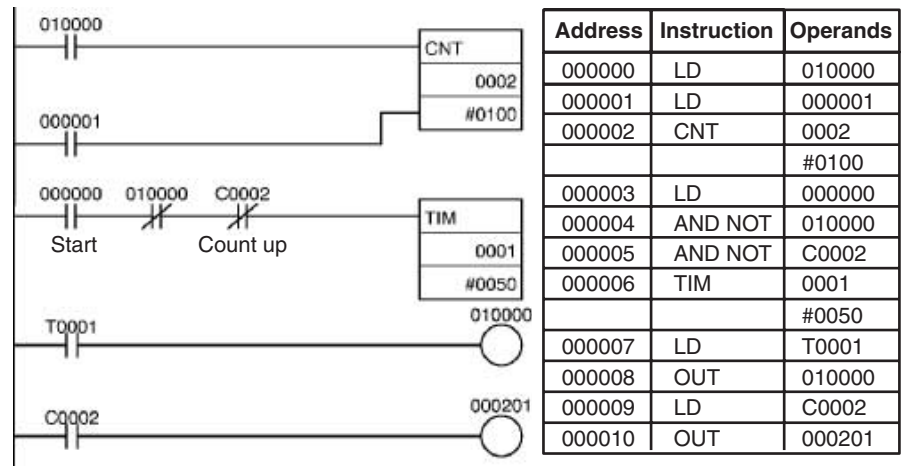 010000
CNT
0002
#0100
000001
000000 010000 C0002
Start Count up
TIM
0001
#0050
T0001
010000
C0002
000201
Address Instruction Operands
000000 LD 010000
000001 LD 000001
000002 CNT 0002
#0100
000003 LD 000000
000004 AND NOT 010000
000005 AND NOT C0002
000006 TIM 0001
#0050
000007 LD T0001
000008 OUT 010000
000009 LD C0002
000010 OUT 000201